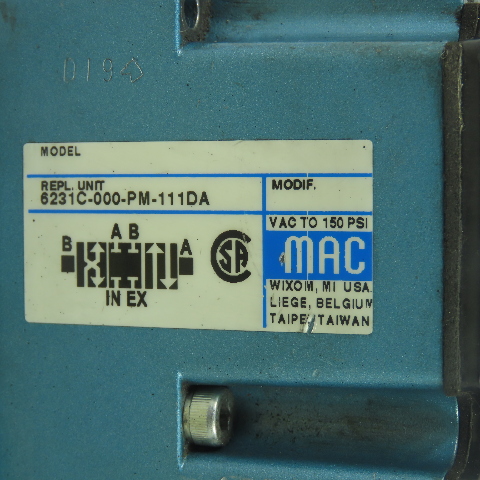 D19
MODEL
REPL. UNIT
6231C-000-PM-111DA
MODIF.
VAC TO 150 PSI
A B
B
A
IN EX
SA
MAC
WIXOM, MI USA
LIEGE, BELGIUM
TAIPEI TAIWAN